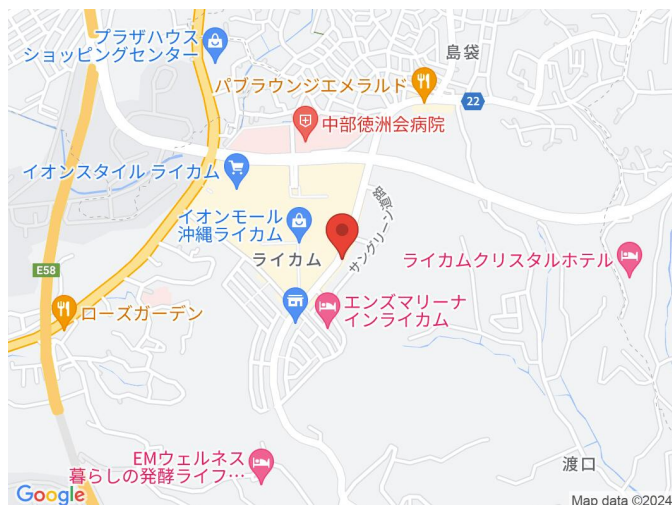 プラザハウス
ショッピングセンター
島袋
パブラウンジエメラルド
22
中部徳洲会病院
イオンスタイル ライカム
イオンモール
沖縄ライカム
サングリーン通路
ライカム
ライカムクリスタルホテル
E58
エンズマリーナ
インライカム
ローズガーデン
EMウェルネス
暮らしの発酵ライフ…
渡口
Google
Map data ©2024